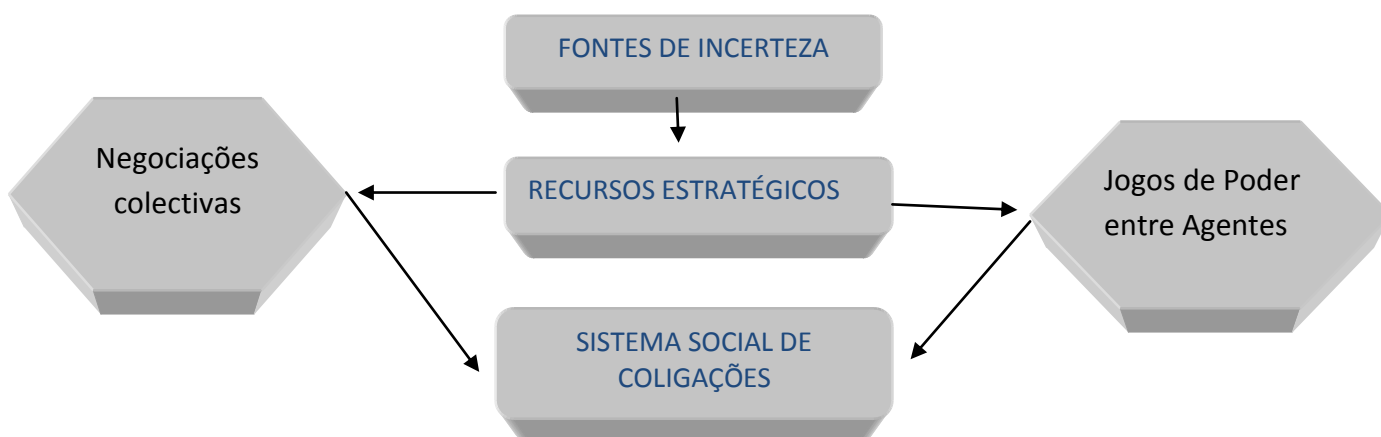 FONTES DE INCERTEZA
Negociações
colectivas
RECURSOS ESTRATÉGICOS
Jogos de Poder
entre Agentes
SISTEMA SOCIAL DE
COLIGAÇÕES